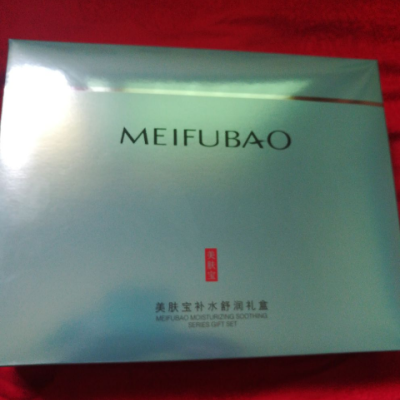 MEIFUBAO
美肤宝
美肤宝补水舒润礼盒
MEIFUBAO MOISTURIZING SOOTHING
SERIES GIFT SET